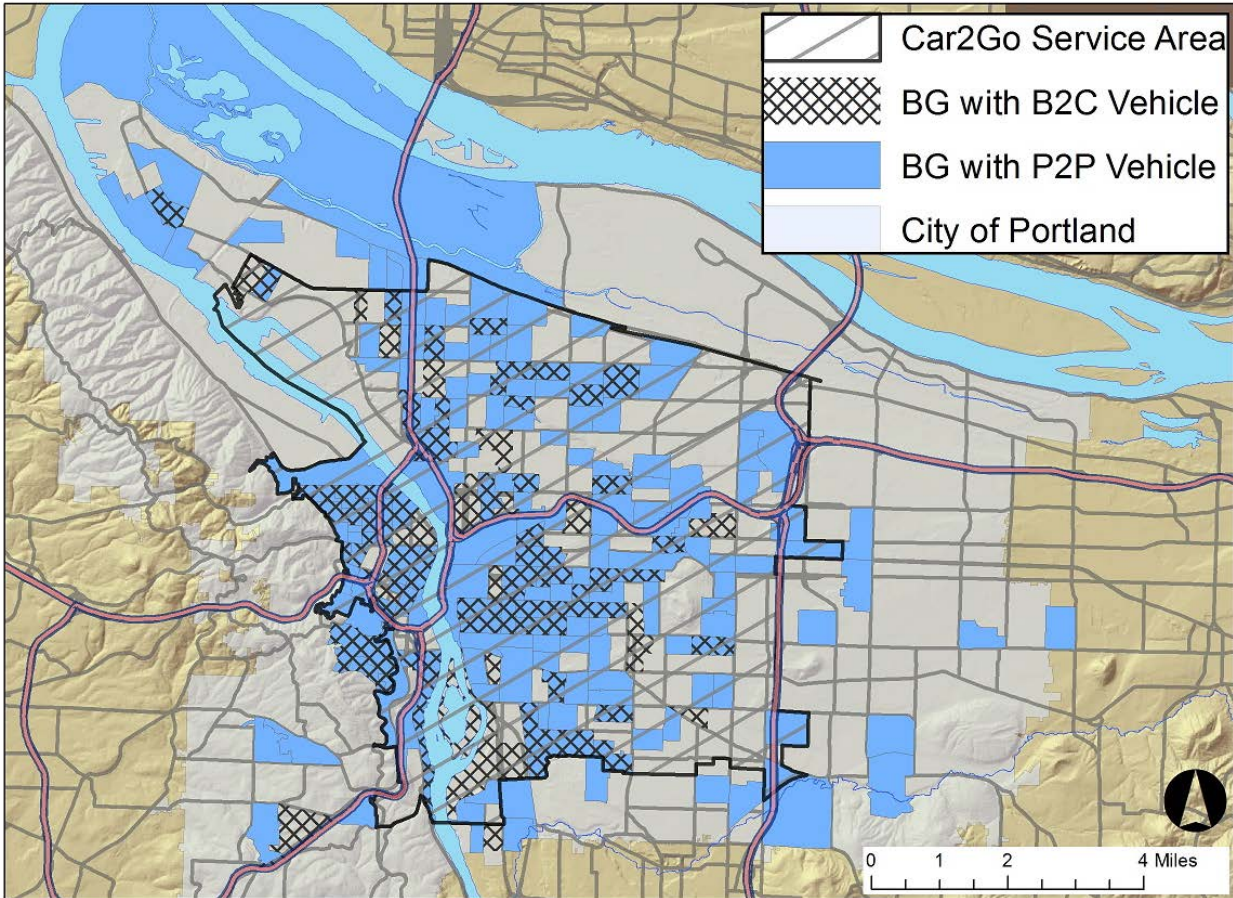 Car2Go Service Area
BG with B2C Vehicle
BG with P2P Vehicle
City of Portland
0 1 2 4 Miles